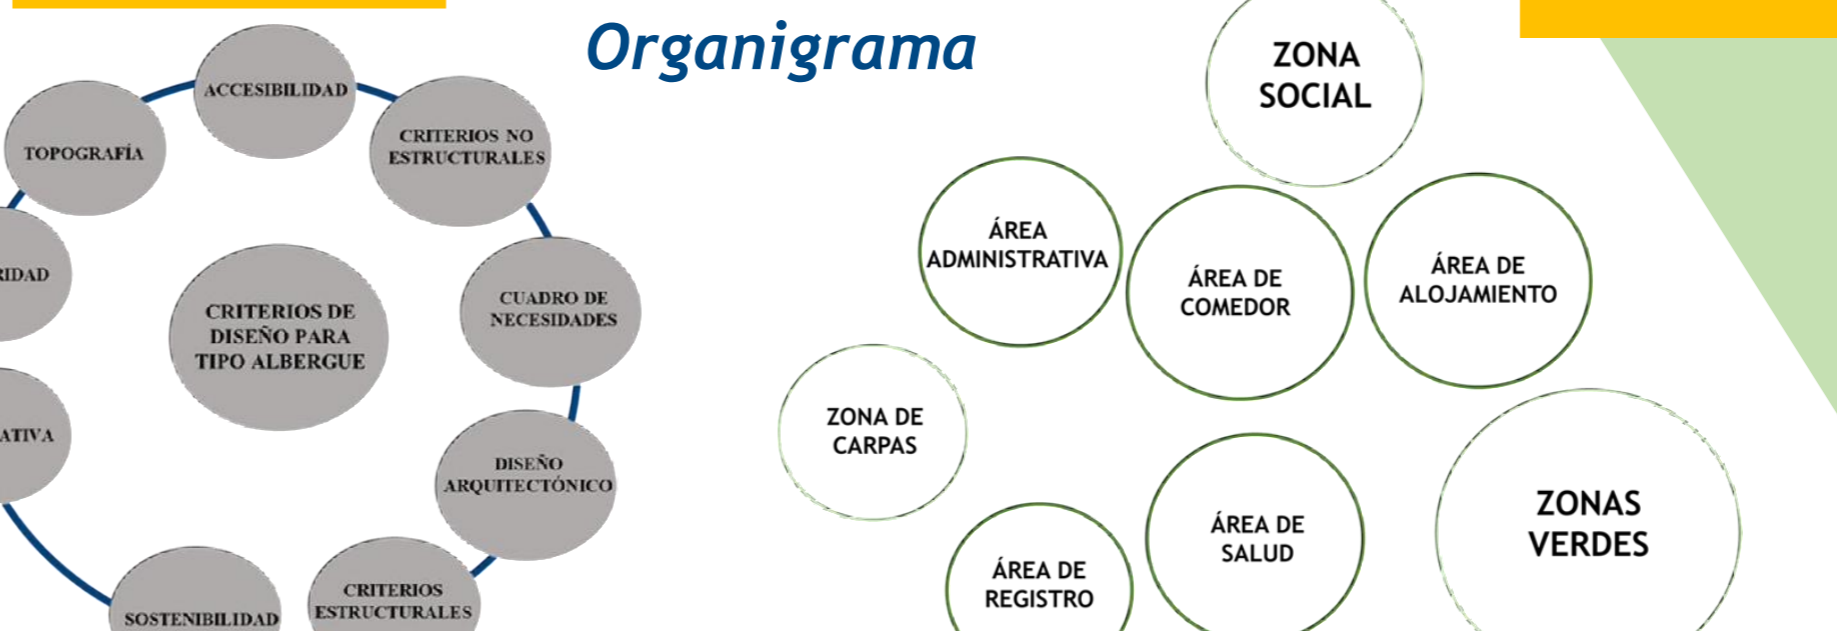 Organigrama
ACCESIBILIDAD
TOPOGRAFÍA
CRITERIOS NO
ESTRUCTURALES
CUADRO DE
NECESIDADES
CRITERIOS DE
DISEÑO PARA
TIPO ALBERGUE
DISEÑO
ARQUITECTÓNICO
CRITERIOS
ESTRUCTURALES
SOSTENIBILIDAD
ZONA
SOCIAL
ÁREA
ADMINISTRATIVA
ÁREA DE
COMEDOR
ÁREA DE
ALOJAMIENTO
ZONA DE
CARPAS
ÁREA DE
SALUD
ZONAS
VERDES
ÁREA DE
REGISTRO